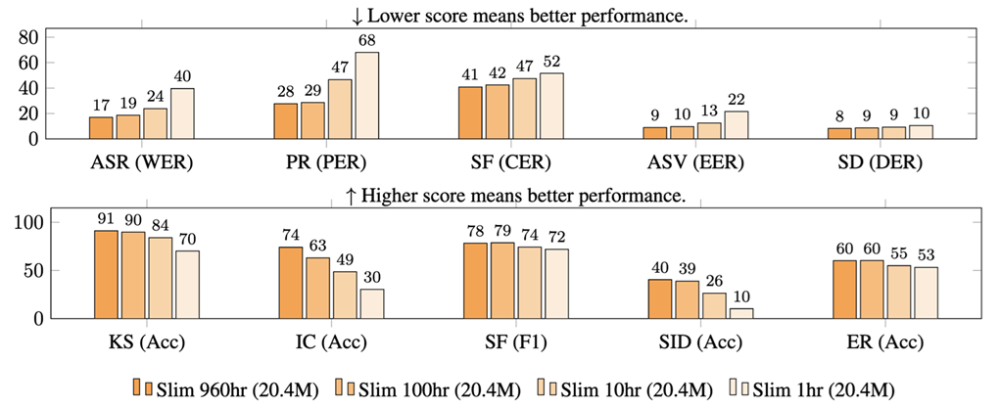 ↓ Lower score means better performance.
80
60
40
20
0
17 19 24 40
28 29 47 68
41 42 47 52
9 10 13 22
8 9 9 10
ASR (WER) PR (PER) SF (CER) ASV (EER) SD (DER)
↑ Higher score means better performance.
100
50
0
91 90 84 70
74 63 49 30
78 79 74 72
40 39 26 10
60 60 55 53
KS (Acc) IC (Acc) SF (F1) SID (Acc) ER (Acc)
Slim 960hr (20.4M) Slim 100hr (20.4M) Slim 10hr (20.4M) Slim 1hr (20.4M)